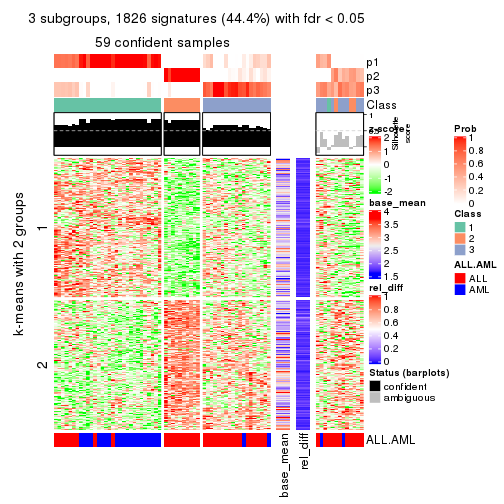 3 subgroups, 1826 signatures (44.4%) with fdr < 0.05
59 confident samples
p1
p2
p3
Class
1
0.5
0
Silhouette
score
k-means with 2 groups
1
2
ALL.AML
base_mean
rel_diff
z-score
2
1
0
-1
-2
base_mean
4
3.5
3
2.5
2
1.5
rel_diff
1
0.8
0.6
0.4
0.2
0
Status (barplots)
confident
ambiguous
Prob
1
0.8
0.6
0.4
0.2
0
Class
1
2
3
ALL.AML
ALL
AML